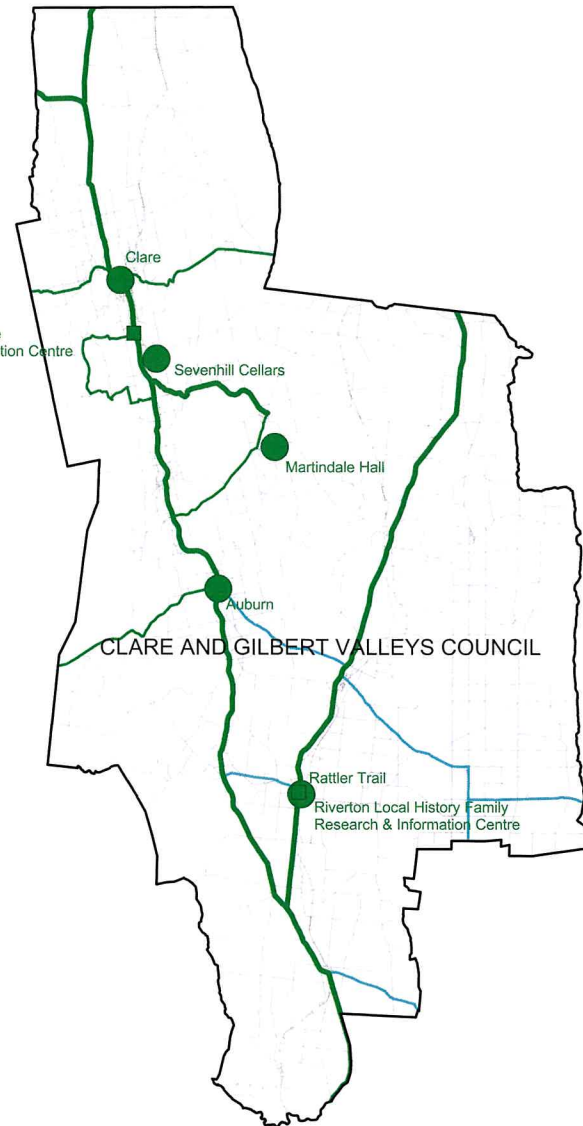 Clare
tion Centre
Sevenhill Cellars
Martindale Hall
Auburn
CLARE AND GILBERT VALLEYS COUNCIL
Rattler Trail
Riverton Local History Family
Research & Information Centre